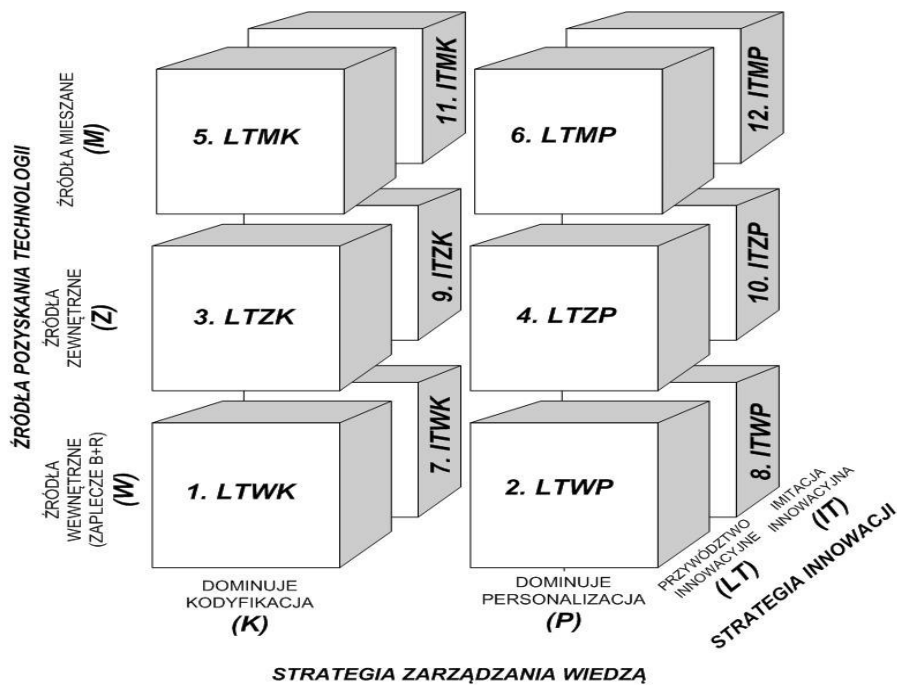 ŹRÓDŁA POZYSKANIA TECHNOLOGII
ŹRÓDŁA MIESZANE
(M)
ŹRÓDŁA
ZEWNĘTRZNE
(Z)
ŹRÓDŁA
WEWNĘTRZNE
(ZAPLECZE B+R)
(W)
5. LTMK
11. ITMK
6. LTMP
12. ITMP
3. LTZK
9. ITZK
4. LTZP
10. ITZP
1. LTWK
7. ITWK
2. LTWP
8. ITWP
DOMINUJE
KODYFIKACJA
(K)
DOMINUJE
PERSONALIZACJA
(P)
PRZYWÓDZTWO
INNOWACYJNE
(LT)
IMITACJA
INNOWACYJNA
(IT)
STRATEGIA INNOWACJI
STRATEGIA ZARZĄDZANIA WIEDZĄ